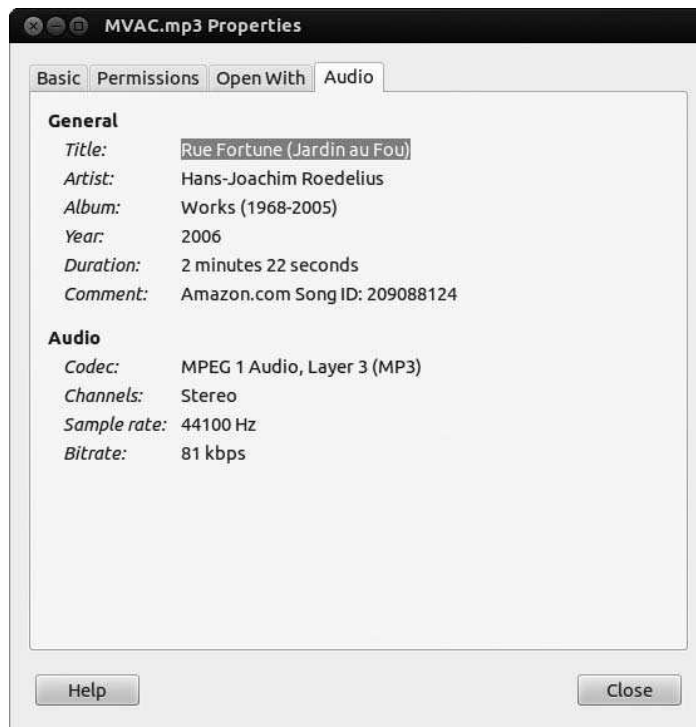 MVAC.mp3 Properties
Basic Permissions Open With Audio
General
Title: Rue Fortune (Jardin au Fou)
Artist: Hans-Joachim Roedelius
Album: Works (1968-2005)
Year: 2006
Duration: 2 minutes 22 seconds
Comment: Amazon.com Song ID: 209088124
Audio
Codec: MPEG 1 Audio, Layer 3 (MP3)
Channels: Stereo
Sample rate: 44100 Hz
Bitrate: 81 kbps
Help Close